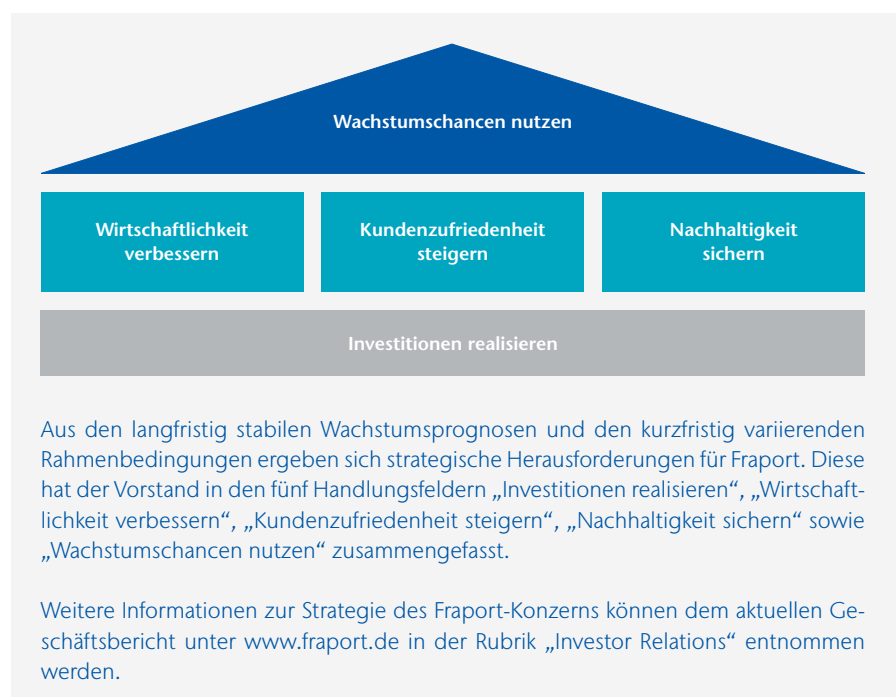 Wachstumschancen nutzen
Wirtschaftlichkeit
verbessern
Kundenzufriedenheit
steigern
Nachhaltigkeit
sichern
Investitionen realisieren
Aus den langfristig stabilen Wachstumsprognosen und den kurzfristig variierenden
Rahmenbedingungen ergeben sich strategische Herausforderungen für Fraport. Diese
hat der Vorstand in den fünf Handlungsfeldern „Investitionen realisieren“, „Wirtschaft-
lichkeit verbessern“, „Kundenzufriedenheit steigern“, „Nachhaltigkeit sichern“ sowie
„Wachstumschancen nutzen“ zusammengefasst.
Weitere Informationen zur Strategie des Fraport-Konzerns können dem aktuellen Ge-
schäftsbericht unter www.fraport.de in der Rubrik „Investor Relations“ entnommen
werden.